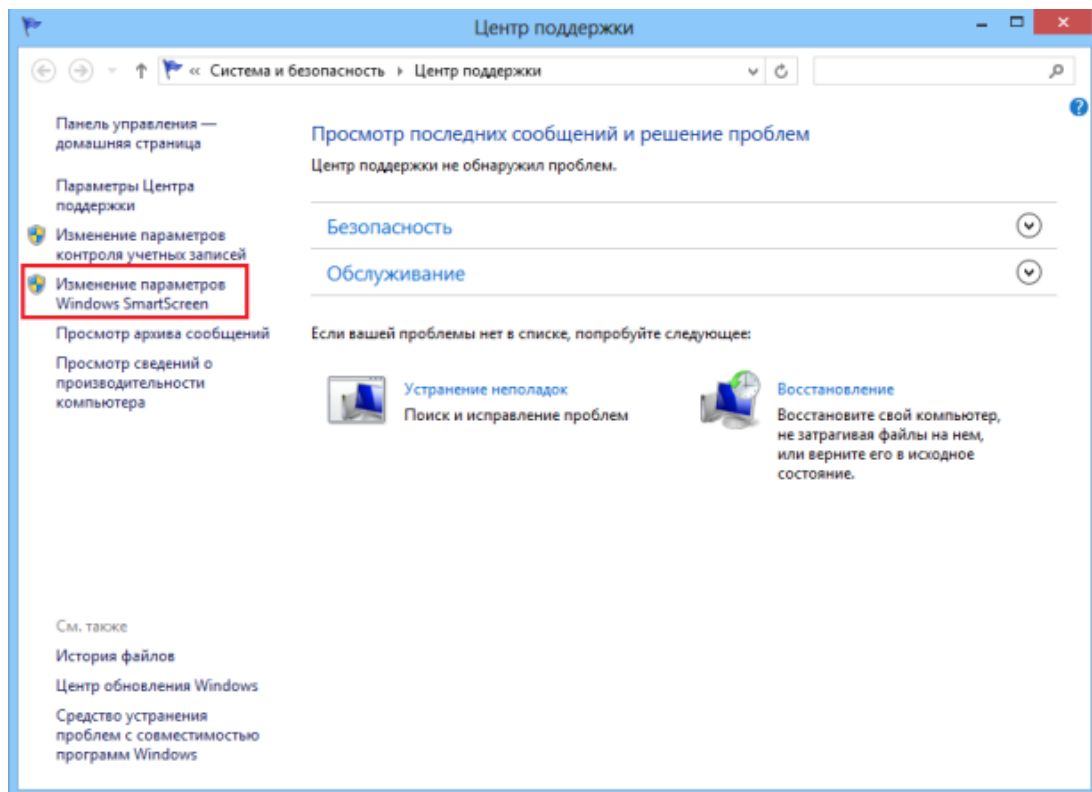 Центр поддержки
« Система и безопасность Центр поддержки
Панель управления —
домашняя страница
Параметры Центра
поддержки
Изменение параметров
контроля учетных записей
Изменение параметров
Windows SmartScreen
Просмотр архива сообщений
Просмотр сведений о
производительности
компьютера
Просмотр последних сообщений и решение проблем
Центр поддержки не обнаружил проблем.
Безопасность
Обслуживание
Если вашей проблемы нет в списке, попробуйте следующее:
Устранение неполадок
Поиск и исправление проблем
Восстановление
Восстановите свой компьютер,
не затрагивая файлы на нем,
или верните его в исходное
состояние.
См. также
История файлов
Центр обновления Windows
Средство устранения
проблем с совместимостью
программ Windows